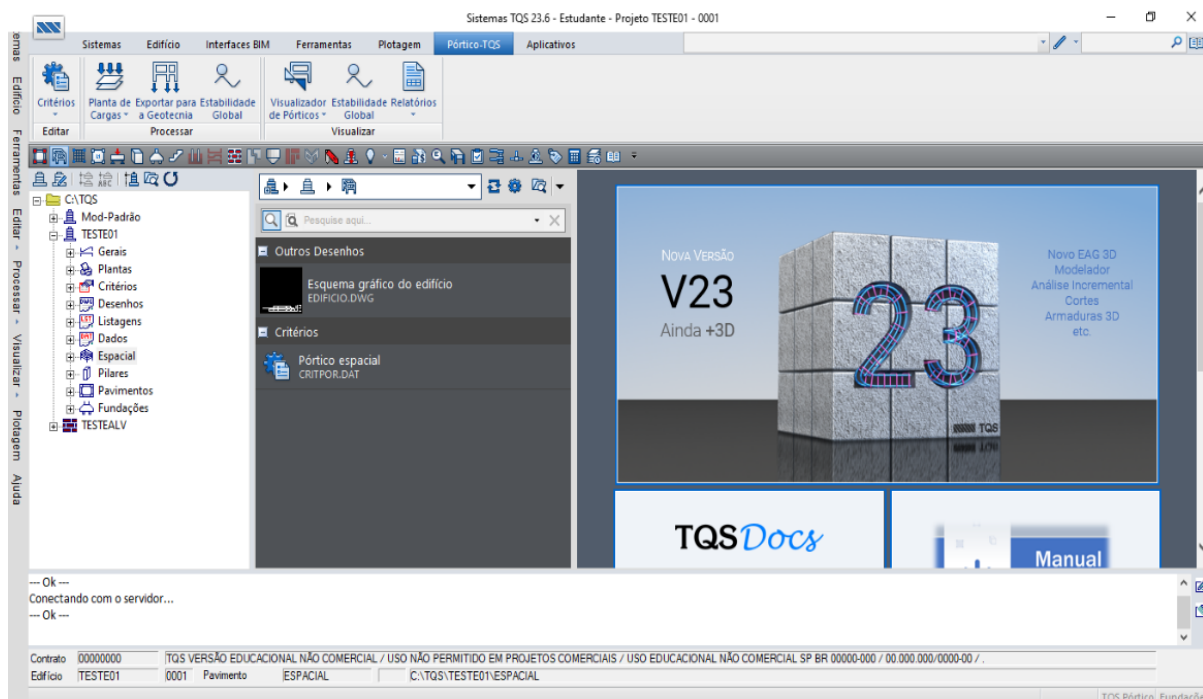 Sistemas TQS 23.6 - Estudante - Projeto TESTE01 - 0001
Sistemas Edifício Interfaces BIM Ferramentas Plotagem Pórtico-TQS Aplicativos
Critérios
Planta de Cargas
Exportar para a Geotecnia
Estabilidade Global
Visualizador de Pórticos
Estabilidade Global
Relatórios
Editar Processar Visualizar
Edifício
Ferramentas
Editar
Processar
Visualizar
Plotagem
Ajuda
C:\TQS
Mod-Padrão
TESTE01
Gerais
Plantas
Critérios
Desenhos
Listagens
Dados
Espacial
Pilares
Pavimentos
Fundações
TESTEALV
Pesquise aqui...
Outros Desenhos
Esquema gráfico do edifício
EDIFICIO.DWG
Critérios
Pórtico espacial
CRITPOR.DAT
Nova Versão
V23
Ainda +3D
23
TQS
Novo EAG 3D
Modelador
Análise Incremental
Cortes
Armaduras 3D
etc.
TQS Docs
Manual
--- Ok ---
Conectando com o servidor...
--- Ok ---
Contrato 00000000 TQS VERSÃO EDUCACIONAL NÃO COMERCIAL / USO NÃO PERMITIDO EM PROJETOS COMERCIAIS / USO EDUCACIONAL NÃO COMERCIAL SP BR 00000-000 / 00.000.000/0000-00 / .
Edifício TESTE01 0001 Pavimento ESPACIAL C:\TQS\TESTE01\ESPACIAL
TQS Pórtico